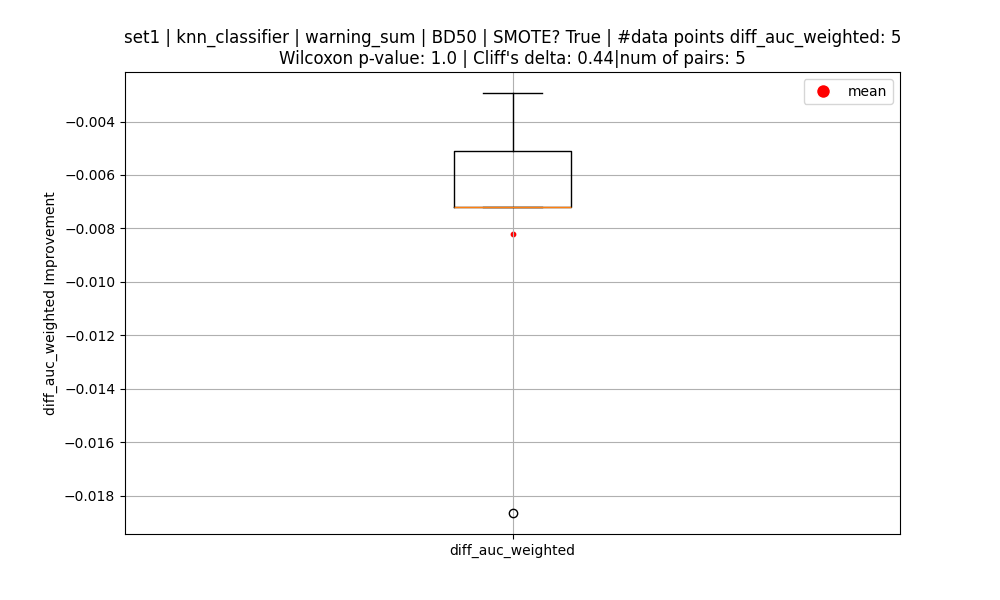 set1 | knn_classifier | warning_sum | BD50 | SMOTE? True | #data points diff_auc_weighted: 5
Wilcoxon p-value: 1.0 | Cliff's delta: 0.44|num of pairs: 5
mean
−0.004
−0.006
−0.008
−0.010
−0.012
−0.014
−0.016
−0.018
diff_auc_weighted Improvement
diff_auc_weighted